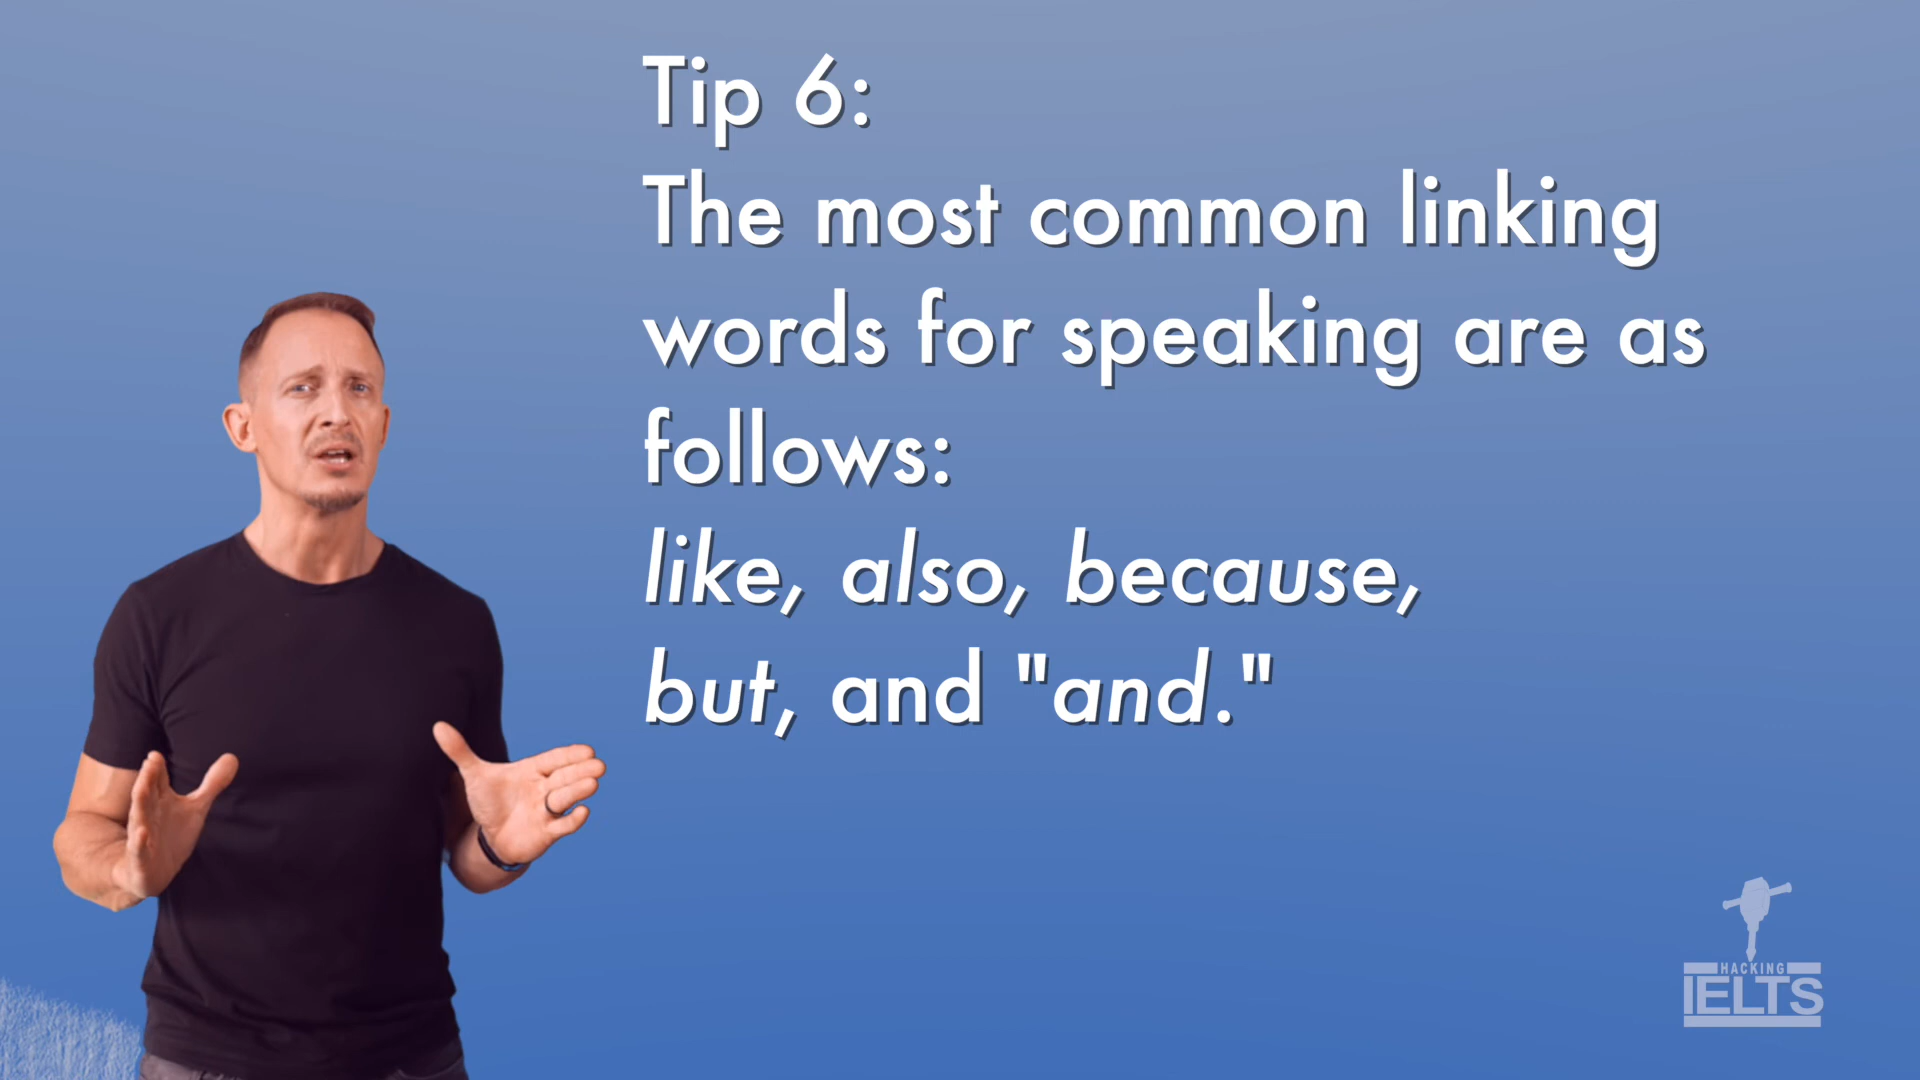 Tip 6:
The most common linking
words for speaking are as
follows:
like, also, because,
but, and "and."
HACKING
IELTS